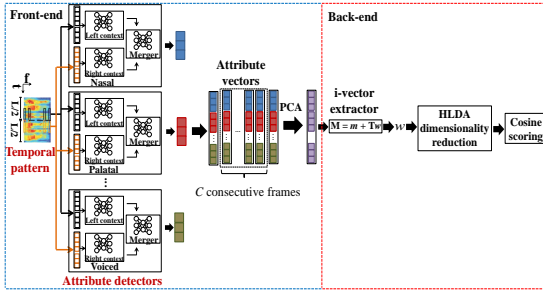 Front-end
Back-end
f
t
L/2
L/2
Temporal
pattern
Left context
Right context
Merger
Nasal
Left context
Right context
Merger
Palatal
...
Left context
Right context
Merger
Voiced
Attribute detectors
Attribute
vectors
...
...
...
C consecutive frames
PCA
i-vector
extractor
M = m + Tw
w
HLDA
dimensionality
reduction
Cosine
scoring